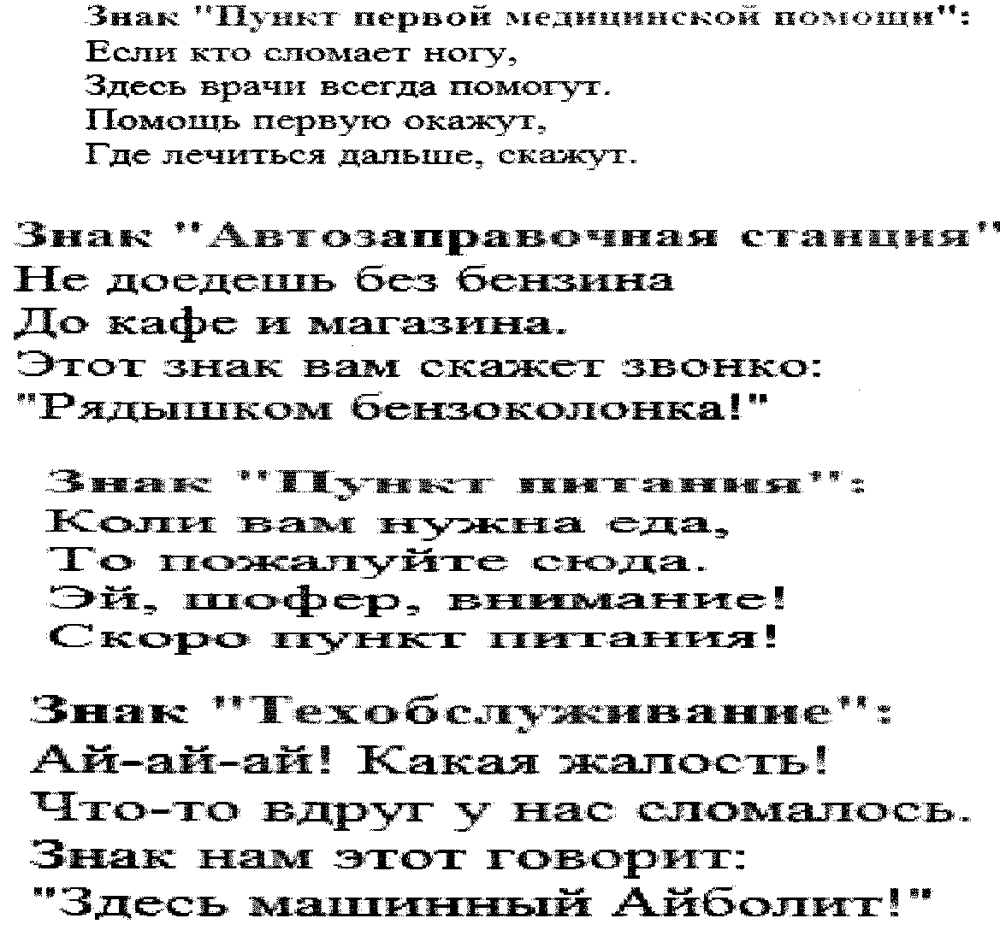 Знак "Пункт первой медицинской помощи":
Если кто сломает ногу,
Здесь врачи всегда помогут.
Помощь первую окажут,
Где лечиться дальше, скажут.
Знак "Автозаправочная станция"
Не доедешь без бензина
До кафе и магазина.
Этот знак вам скажет звонко:
"Рядышком бензоколонка!"
Знак "Пункт питания":
Коли вам нужна еда,
То пожалуйте сюда.
Эй, шофер, внимание!
Скоро пункт питания!
Знак "Техобслуживание":
Ай-ай-ай! Какая жалость!
Что-то вдруг у нас сломалось.
Знак нам этот говорит:
"Здесь машинный Айболит!"